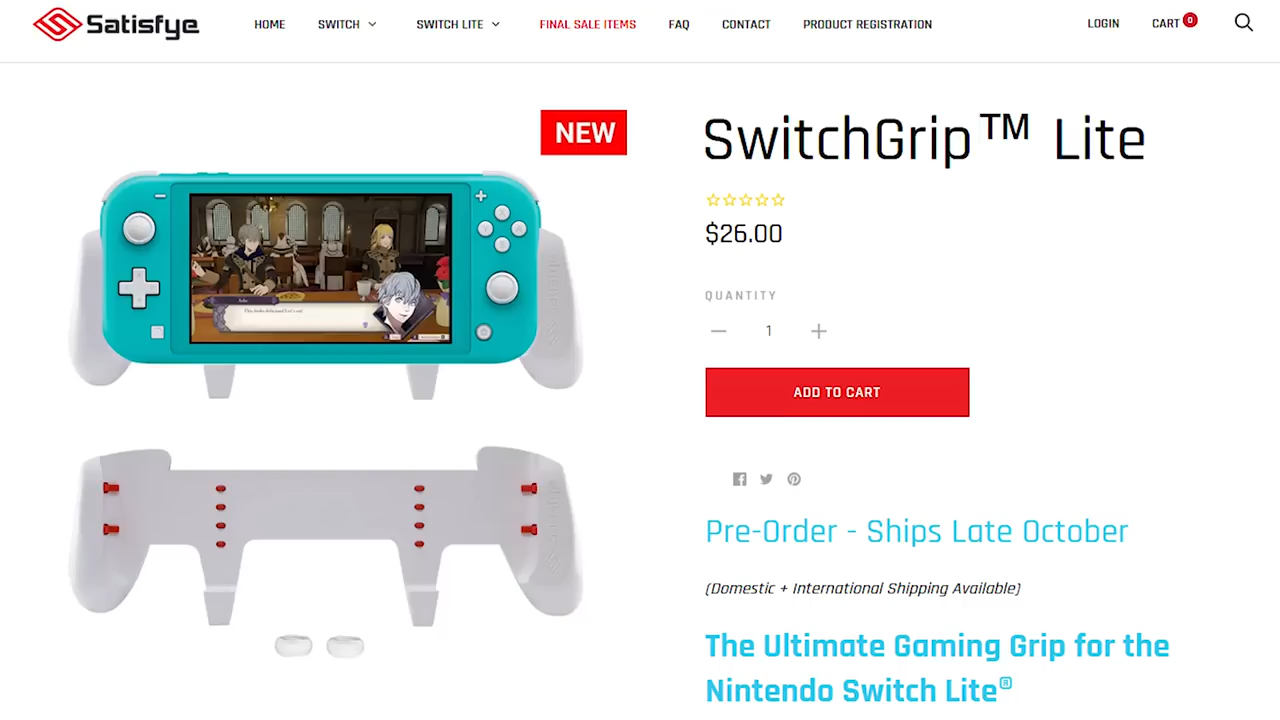 Satisfye
HOME
SWITCH
SWITCH LITE
FINAL SALE ITEMS
FAQ
CONTACT
PRODUCT REGISTRATION
LOGIN
CART 0
NEW
SwitchGrip™ Lite
$26.00
QUANTITY
1
ADD TO CART
Pre-Order - Ships Late October
(Domestic + International Shipping Available)
The Ultimate Gaming Grip for the
Nintendo Switch Lite®
X
Y
A
B
Ashe